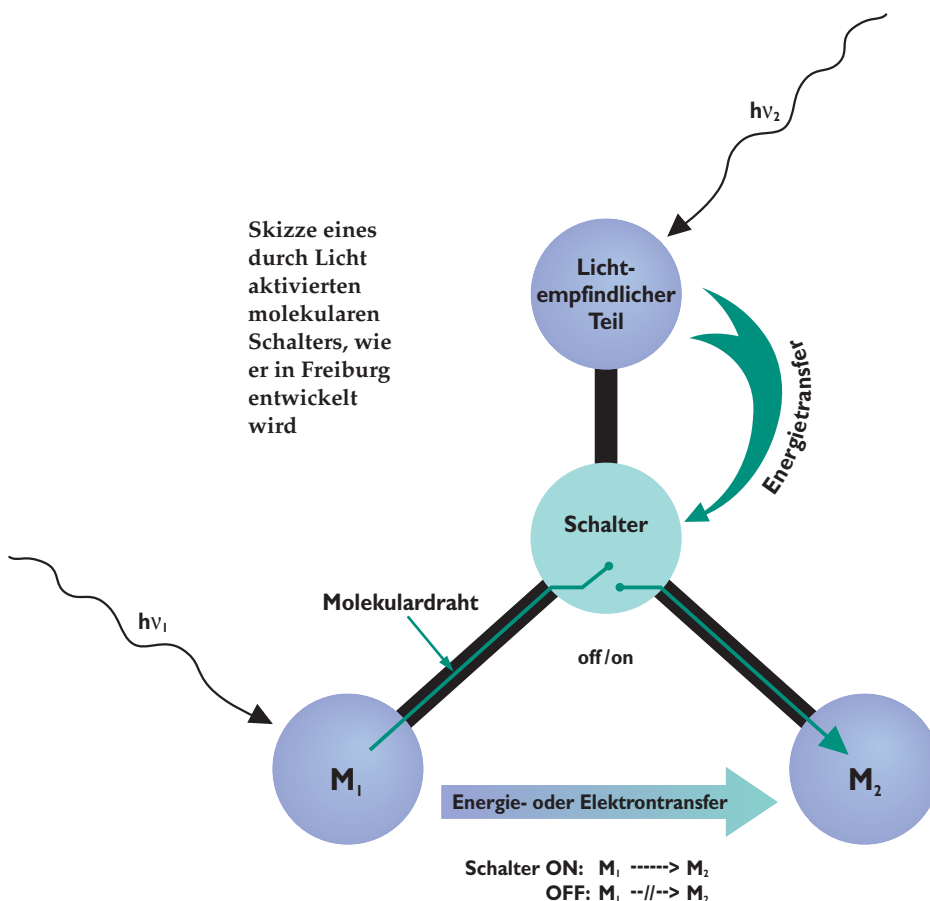 hν₂
Skizze eines
durch Licht
aktivierten
molekularen
Schalters, wie
er in Freiburg
entwickelt
wird
Licht-
empfindlicher
Teil
Energietransfer
Schalter
Molekulardraht
hν₁
off/on
M₁
M₂
Energie- oder Elektrontransfer
Schalter ON: M₁ ------> M₂
OFF: M₁ --//--> M₂